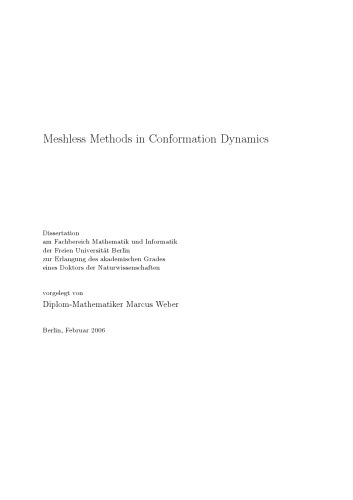 Meshless Methods in Conformation Dynamics
Dissertation
am Fachbereich Mathematik und Informatik
der Freien Universität Berlin
zur Erlangung des akademischen Grades
eines Doktors der Naturwissenschaften
vorgelegt von
Diplom-Mathematiker Marcus Weber
Berlin, Februar 2006